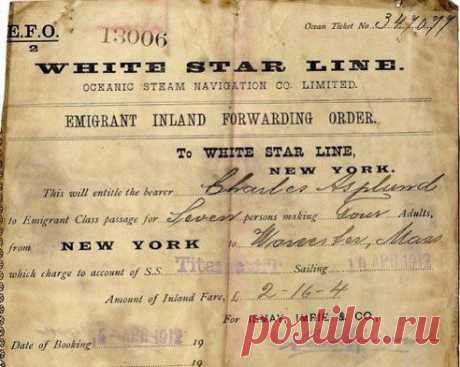 E.F.O.
2
13006
Ocean Ticket No. 347077
WHITE STAR LINE.
OCEANIC STEAM NAVIGATION CO. LIMITED.
EMIGRANT INLAND FORWARDING ORDER.
To WHITE STAR LINE,
NEW YORK.
This will entitle the bearer Charles Asplund
to Emigrant Class passage for Seven persons making Four Adults,
from NEW YORK to Worcester, Mass
which charge to account of S.S. Titanic Sailing 10 APR 1912
Amount of Inland Fare, £ 2-16-4
For ISMAY, IMRIE & CO.
Date of Booking 1912 19
19
postila.ru